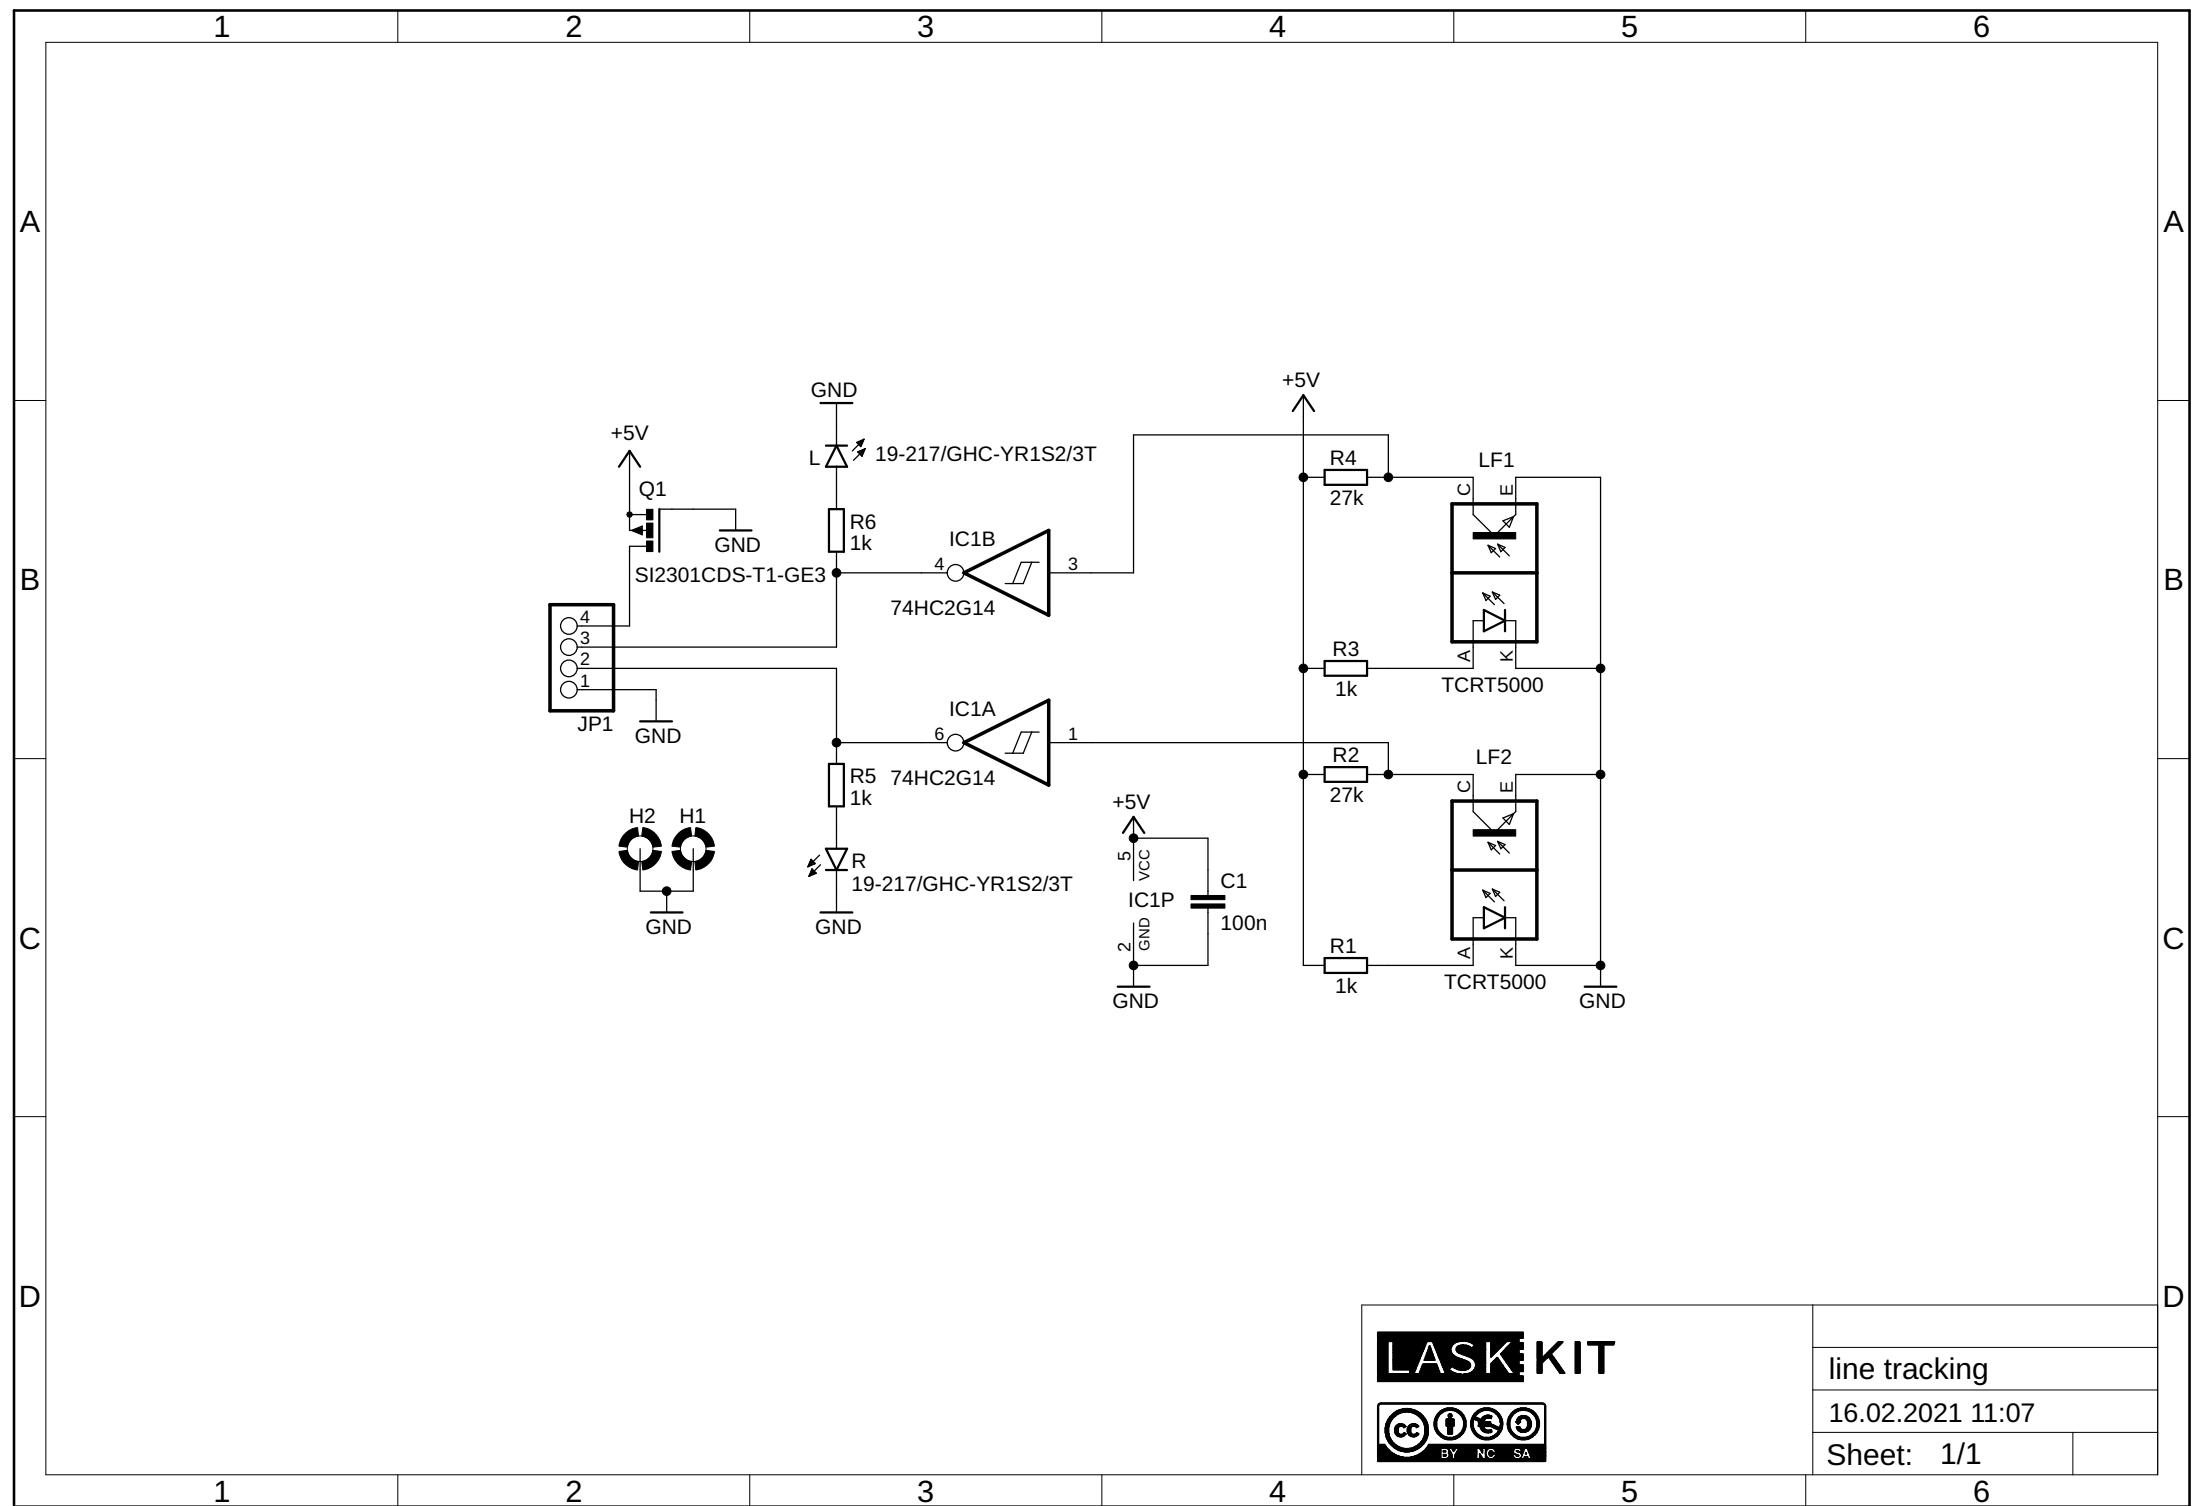 1 2 3 4 5 6
A A
GND
+5V
+5V
L 19-217/GHC-YR1S2/3T
R4
LF1
Q1
C E
27k
R6
1k
IC1B
GND
4 3
SI2301CDS-T1-GE3
B B
74HC2G14
4
3
2
1
R3
A K
1k
TCRT5000
JP1
GND
IC1A
6 1
R2
LF2
R5
1k
74HC2G14
C E
27k
+5V
H2 H1
5 VCC
R
19-217/GHC-YR1S2/3T
C1
IC1P
100n
GND
GND
2 GND
C C
R1
A K
1k
TCRT5000
GND
GND
D D
LASK KIT
line tracking
16.02.2021 11:07
cc
BY NC SA
Sheet: 1/1
1 2 3 4 5 6